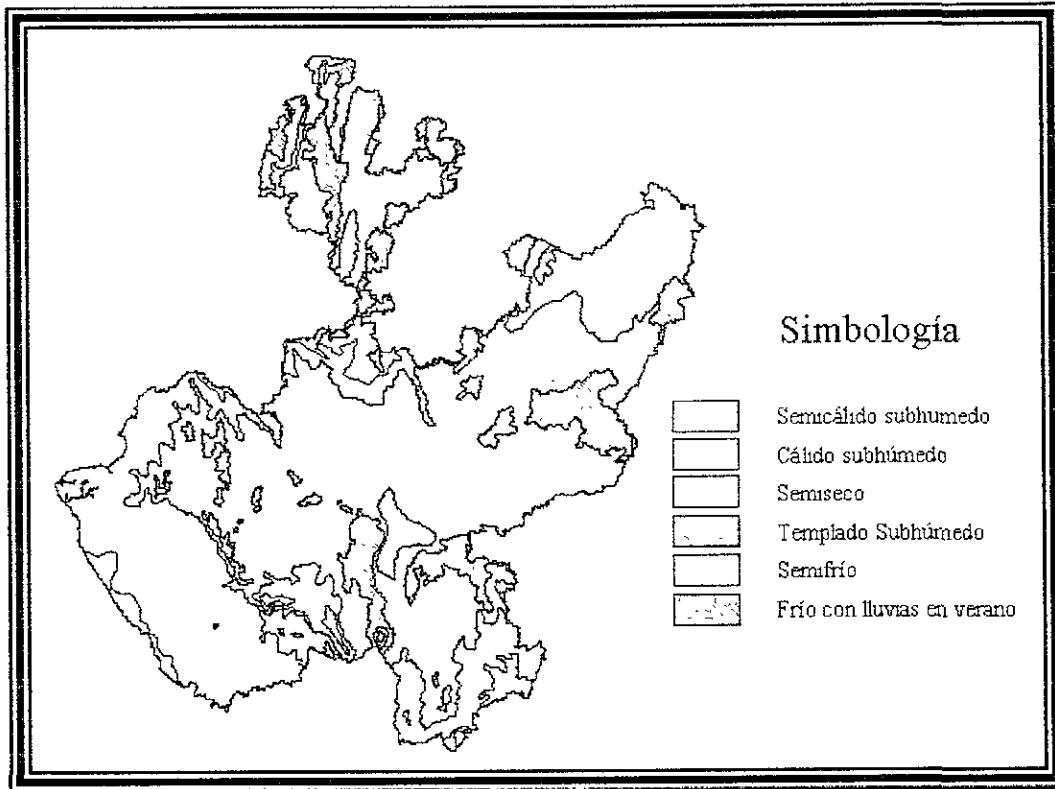 Simbología
Semicálido subhumedo
Cálido subhúmedo
Semiseco
Templado Subhúmedo
Semifrío
Frío con lluvias en verano